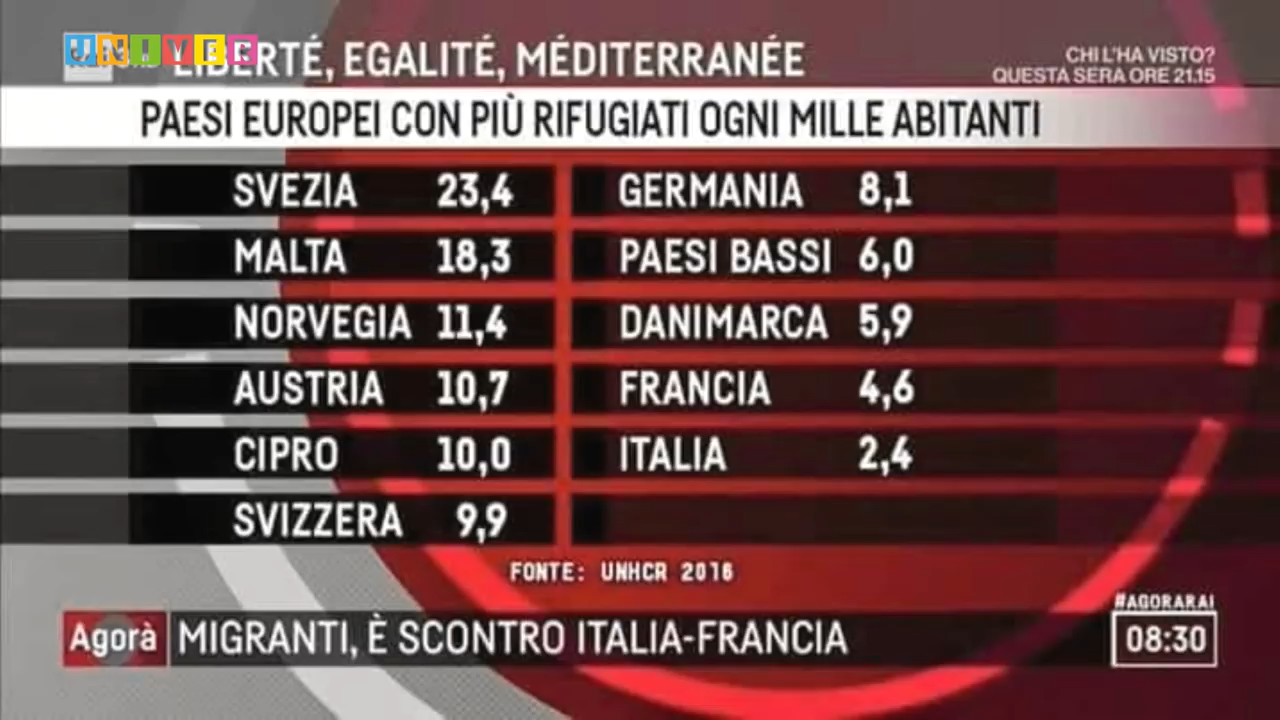 UNIVER
LIBERTÉ, EGALITÉ, MÉDITERRANÉE
CHI L'HA VISTO?
QUESTA SERA ORE 21.15
PAESI EUROPEI CON PIÙ RIFUGIATI OGNI MILLE ABITANTI
SVEZIA 23,4
MALTA 18,3
NORVEGIA 11,4
AUSTRIA 10,7
CIPRO 10,0
SVIZZERA 9,9
GERMANIA 8,1
PAESI BASSI 6,0
DANIMARCA 5,9
FRANCIA 4,6
ITALIA 2,4
FONTE: UNHCR 2016
#AGORARAI
Agorà MIGRANTI, È SCONTRO ITALIA-FRANCIA
08:30